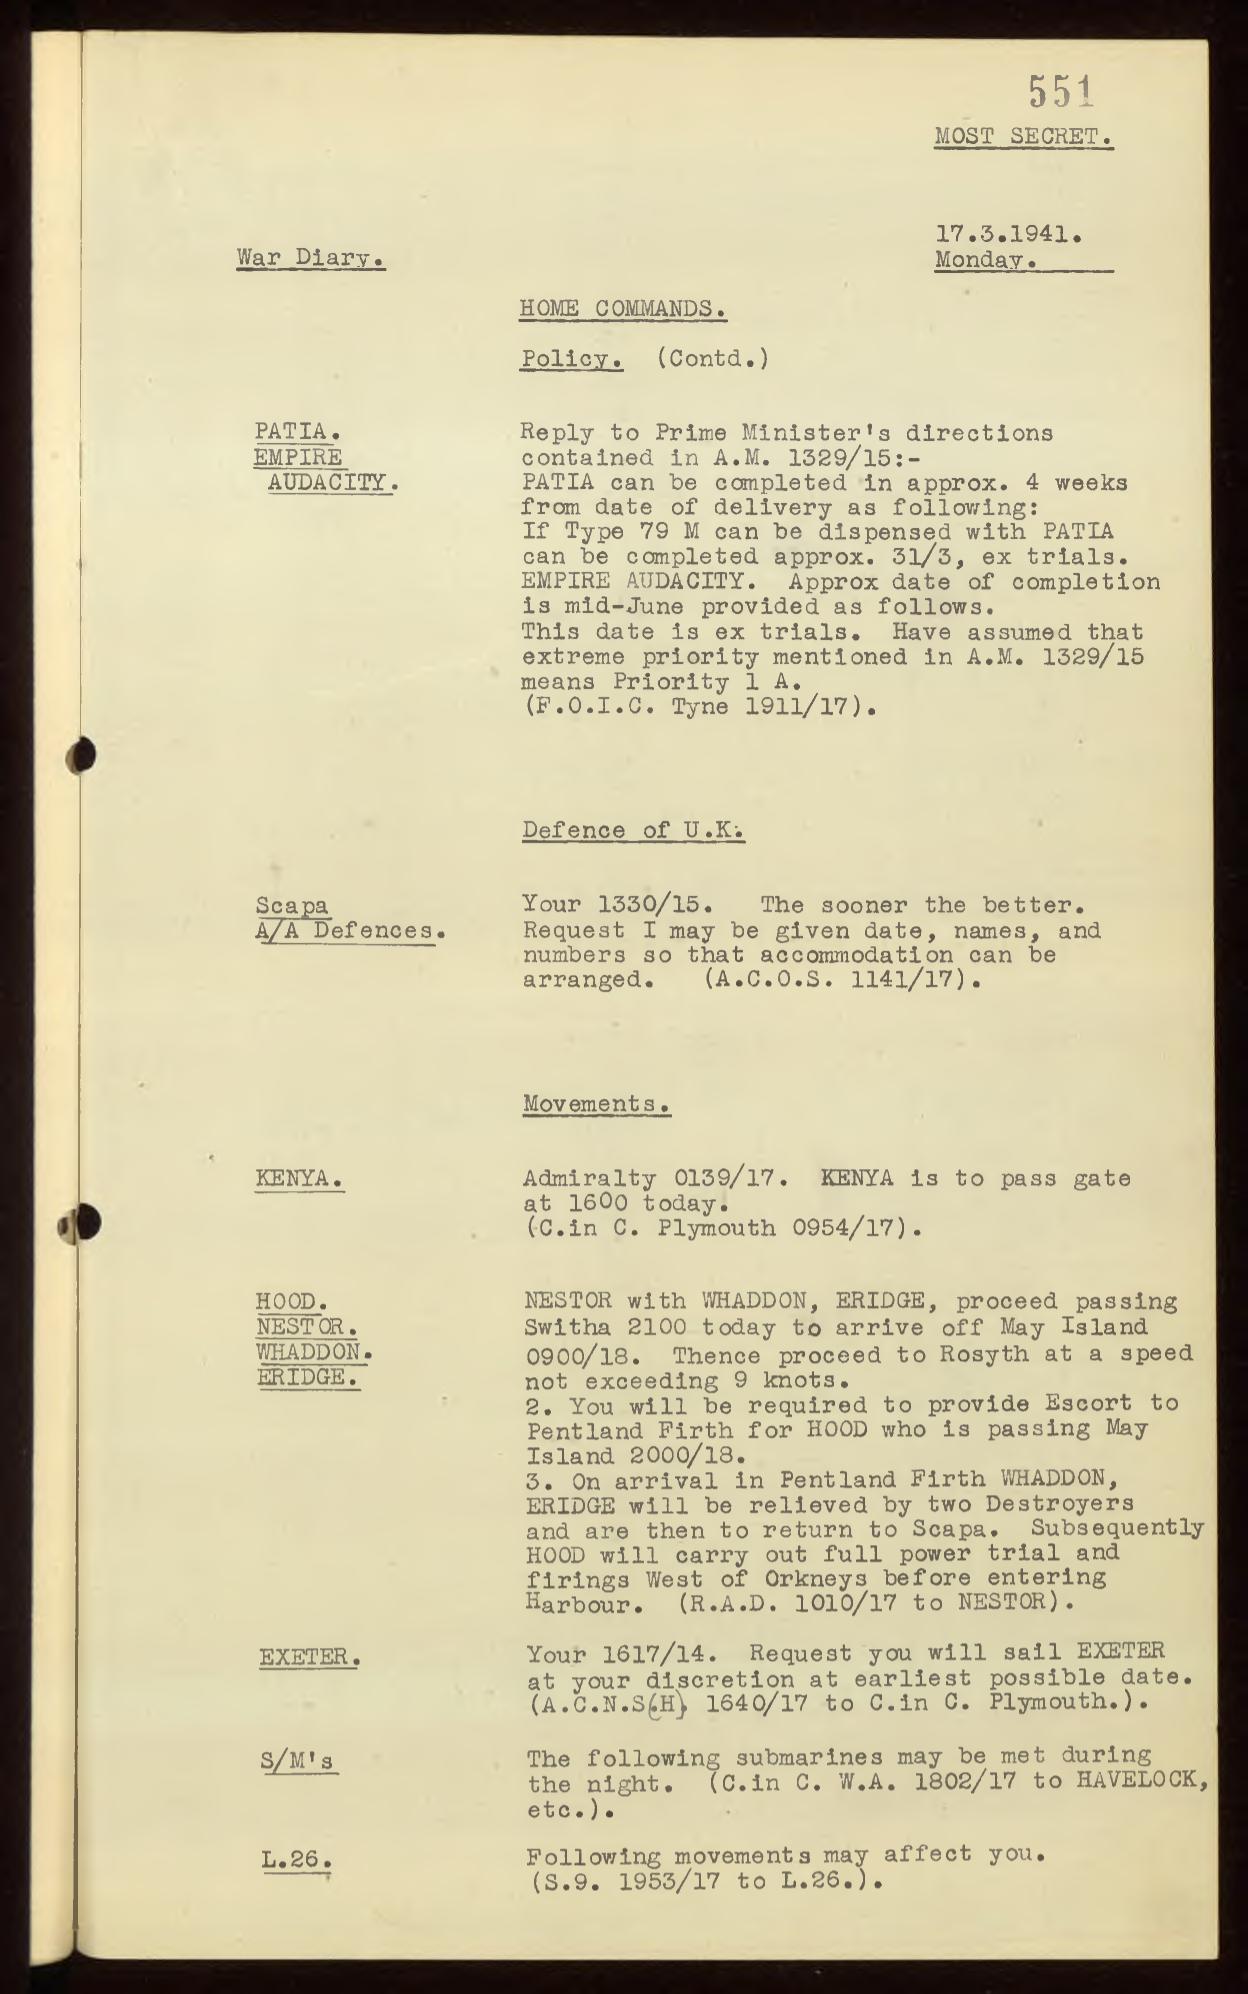 551
MOST SECRET.
17.3.1941.
War Diary.
Monday.
HOME COMMANDS.
Policy. (Contd.)
PATIA.
EMPIRE
AUDACITY.
Reply to Prime Minister's directions
contained in A.M. 1329/15:-
PATIA can be completed in approx. 4 weeks
from date of delivery as following:
If Type 79 M can be dispensed with PATIA
can be completed approx. 31/3, ex trials.
EMPIRE AUDACITY. Approx date of completion
is mid-June provided as follows.
This date is ex trials. Have assumed that
extreme priority mentioned in A.M. 1329/15
means Priority 1 A.
(F.O.I.C. Tyne 1911/17).
Defence of U.K.
Scapa
A/A Defences.
Your 1330/15. The sooner the better.
Request I may be given date, names, and
numbers so that accommodation can be
arranged. (A.C.O.S. 1141/17).
Movements.
KENYA.
Admiralty 0139/17. KENYA is to pass gate
at 1600 today.
(C.in C. Plymouth 0954/17).
HOOD.
NESTOR.
WHADDON.
ERIDGE.
NESTOR with WHADDON, ERIDGE, proceed passing
Switha 2100 today to arrive off May Island
0900/18. Thence proceed to Rosyth at a speed
not exceeding 9 knots.
2. You will be required to provide Escort to
Pentland Firth for HOOD who is passing May
Island 2000/18.
3. On arrival in Pentland Firth WHADDON,
ERIDGE will be relieved by two Destroyers
and are then to return to Scapa. Subsequently
HOOD will carry out full power trial and
firings West of Orkneys before entering
Harbour. (R.A.D. 1010/17 to NESTOR).
EXETER.
Your 1617/14. Request you will sail EXETER
at your discretion at earliest possible date.
(A.C.N.S(H) 1640/17 to C.in C. Plymouth.).
S/M's
The following submarines may be met during
the night. (C.in C. W.A. 1802/17 to HAVELOCK,
etc.).
L.26.
Following movements may affect you.
(S.9. 1953/17 to L.26.).